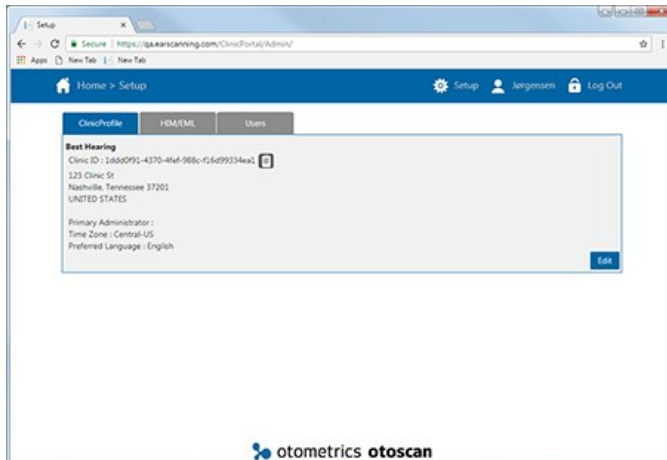 Setup
Secure | https://qa.earscanning.com/ClinicPortal/Admin/
Apps New Tab New Tab
Home > Setup Setup Jørgensen Log Out
ClinicProfile HIM/EML Users
Best Hearing
Clinic ID : 1ddd0f91-4370-4fef-988c-f16d99334ea1
123 Clinic St
Nashville, Tennessee 37201
UNITED STATES
Primary Administrator :
Time Zone : Central-US
Preferred Language : English
Edit
otometrics otoscan